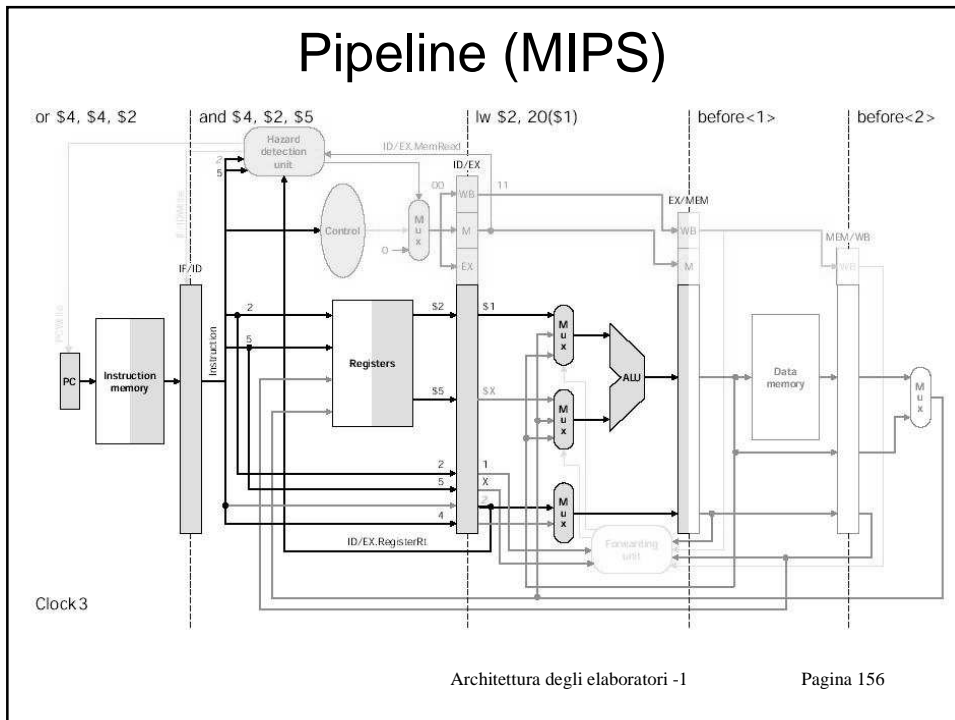 Pipeline (MIPS)
or $4, $4, $2
and $4, $2, $5
lw $2, 20($1)
before<1>
before<2>
Hazard
detection
unit
2
5
ID/EX.MemRead
ID/EX
00
WB
11
EX/MEM
Control
M
u
x
0
M
WB
MEM/WB
EX
M
WB
IF/ID
PCWrite
Instruction
2
$2
$1
M
u
x
5
Registers
ALU
PC
Instruction
memory
Data
memory
M
u
x
$5
$X
M
u
x
2
1
5
X
2
4
M
u
x
ID/EX.RegisterRt
Forwarding
unit
Clock 3
Architettura degli elaboratori -1
Pagina 156